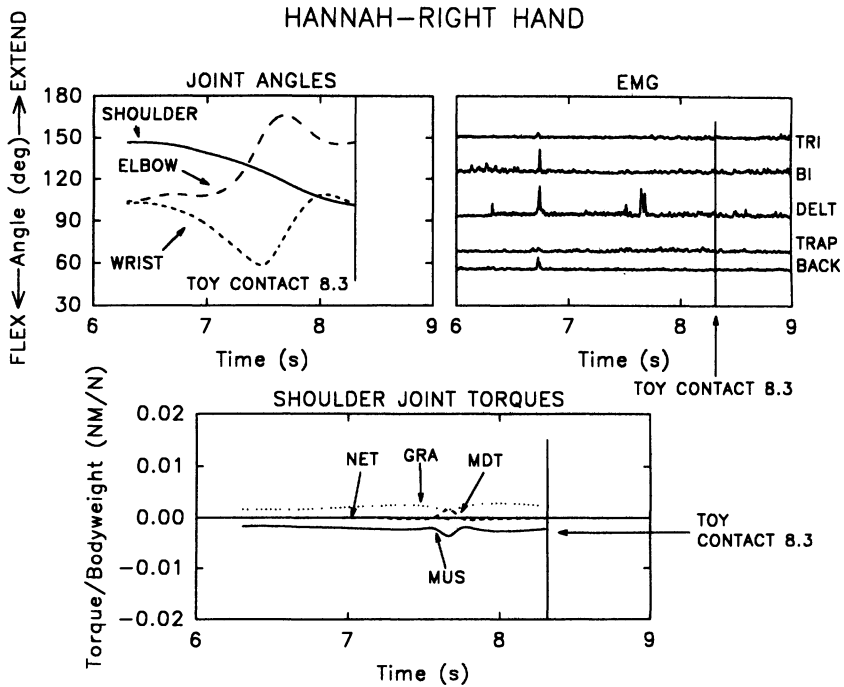 HANNAH-RIGHT HAND
FLEX <—Angle (deg)—> EXTEND
JOINT ANGLES
180
150
120
90
60
30
SHOULDER
ELBOW
WRIST
TOY CONTACT 8.3
6 7 8 9
Time (s)
EMG
TRI
BI
DELT
TRAP
BACK
6 7 8 9
Time (s)
TOY CONTACT 8.3
SHOULDER JOINT TORQUES
Torque/Bodyweight (NM/N)
0.02
0.01
0.00
-0.01
-0.02
NET
GRA
MDT
MUS
TOY
CONTACT 8.3
6 7 8 9
Time (s)